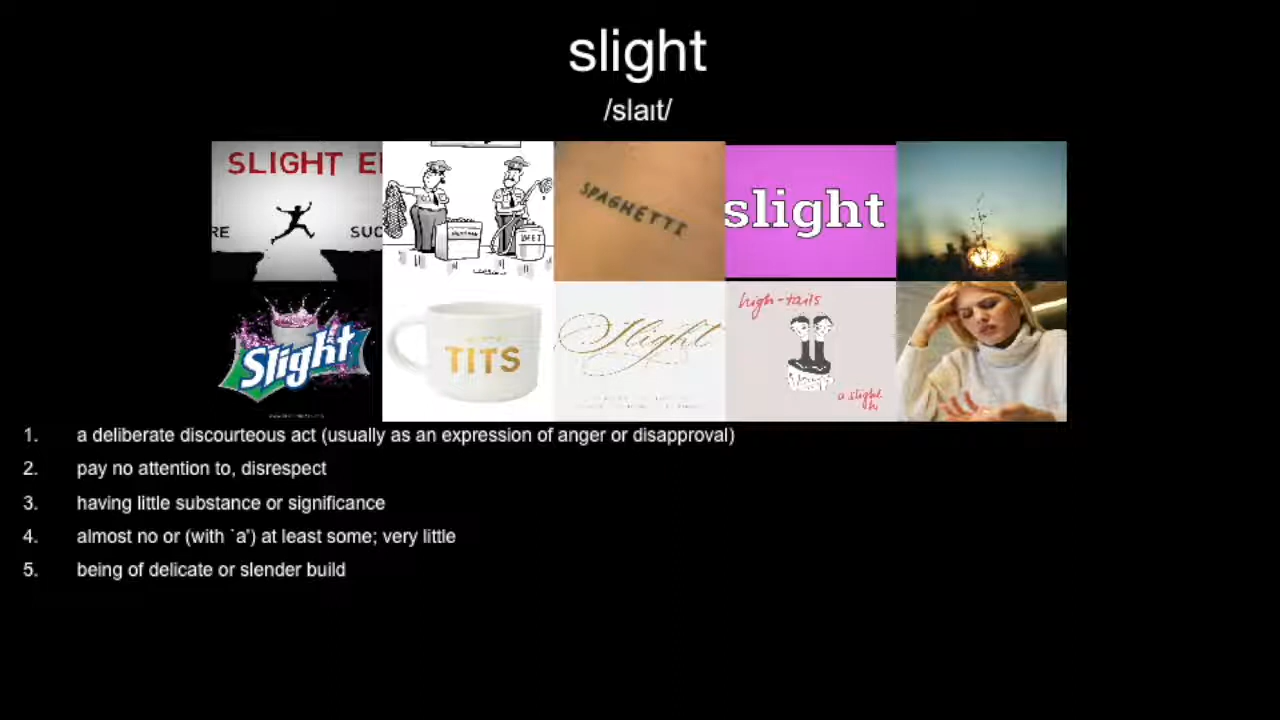 slight
/slaɪt/
SLIGHT E
RE SUC
SPAGHETTI
slight
DIET
Slight
TITS
Slight
high-tails
a slight
1. a deliberate discourteous act (usually as an expression of anger or disapproval)
2. pay no attention to, disrespect
3. having little substance or significance
4. almost no or (with `a') at least some; very little
5. being of delicate or slender build